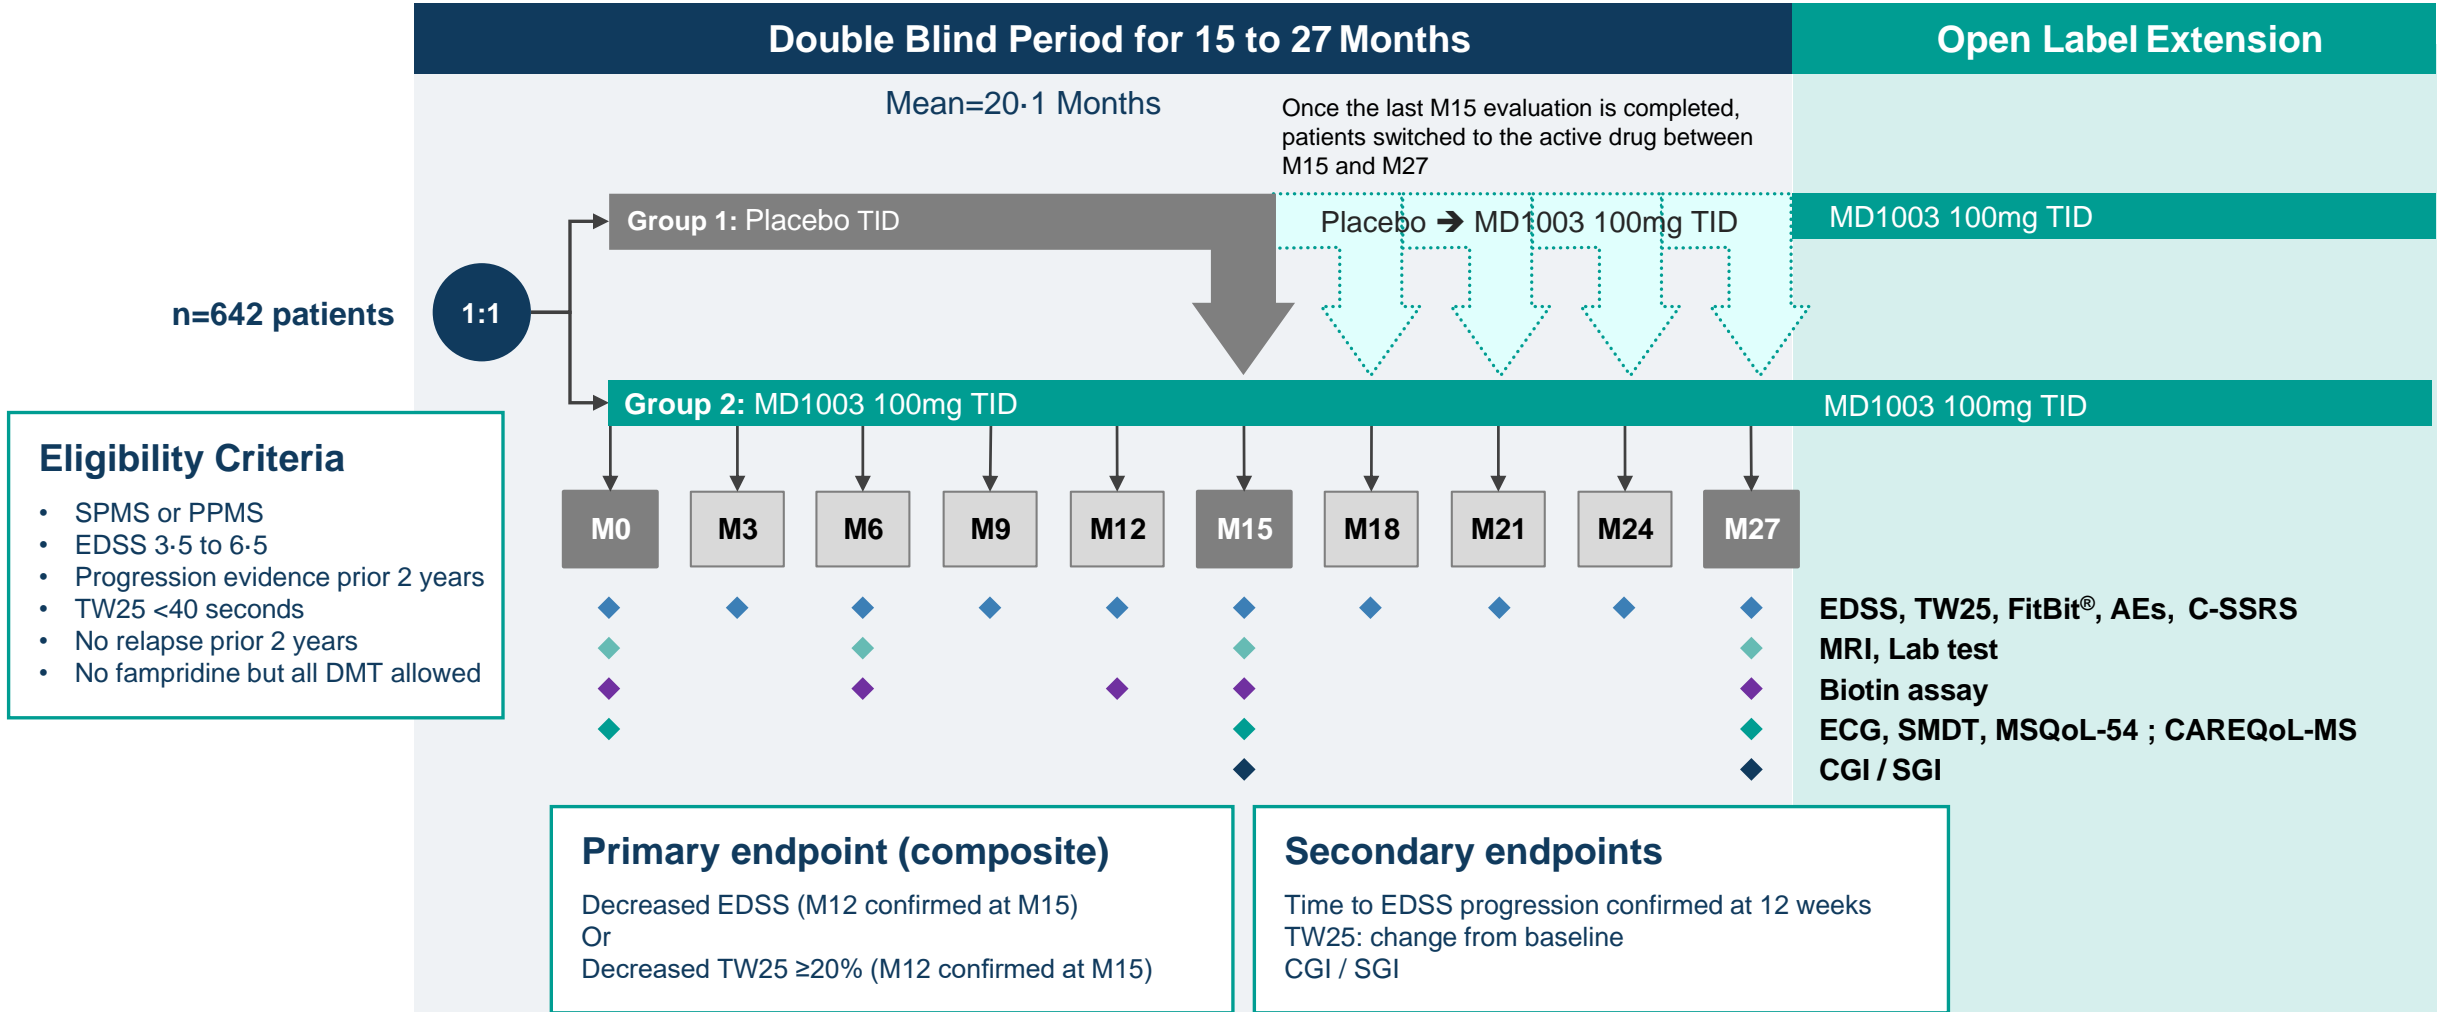 Double Blind Period for 15 to 27 Months
Open Label Extension
Mean=20·1 Months
Once the last M15 evaluation is completed,
patients switched to the active drug between
M15 and M27
Group 1: Placebo TID
Placebo ➔ MD1003 100mg TID
MD1003 100mg TID
n=642 patients
1:1
Group 2: MD1003 100mg TID
MD1003 100mg TID
Eligibility Criteria
• SPMS or PPMS
• EDSS 3·5 to 6·5
• Progression evidence prior 2 years
• TW25 <40 seconds
• No relapse prior 2 years
• No fampridine but all DMT allowed
M0 M3 M6 M9 M12 M15 M18 M21 M24 M27
EDSS, TW25, FitBit®, AEs, C-SSRS
MRI, Lab test
Biotin assay
ECG, SMDT, MSQoL-54 ; CAREQoL-MS
CGI / SGI
Primary endpoint (composite)
Decreased EDSS (M12 confirmed at M15)
Or
Decreased TW25 ≥20% (M12 confirmed at M15)
Secondary endpoints
Time to EDSS progression confirmed at 12 weeks
TW25: change from baseline
CGI / SGI